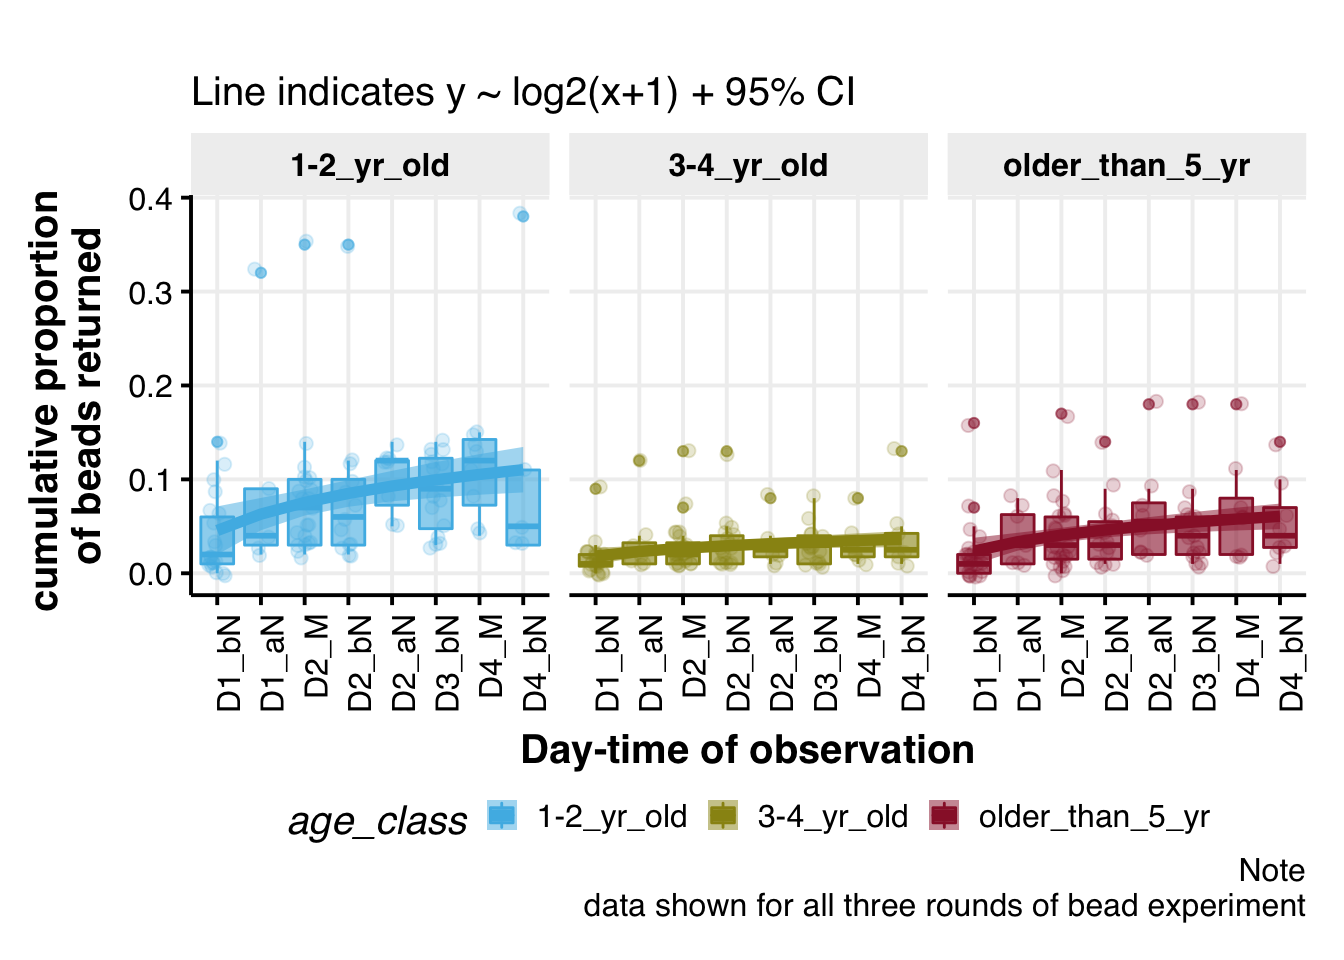 Line indicates y ~ log2(x+1) + 95% CI
1-2_yr_old
3-4_yr_old
older_than_5_yr
cumulative proportion
of beads returned
0.4
0.3
0.2
0.1
0.0
D1_bN
D1_aN
D2_M
D2_bN
D2_aN
D3_bN
D4_M
D4_bN
D1_bN
D1_aN
D2_M
D2_bN
D2_aN
D3_bN
D4_M
D4_bN
D1_bN
D1_aN
D2_M
D2_bN
D2_aN
D3_bN
D4_M
D4_bN
Day-time of observation
age_class 1-2_yr_old 3-4_yr_old older_than_5_yr
Note
data shown for all three rounds of bead experiment